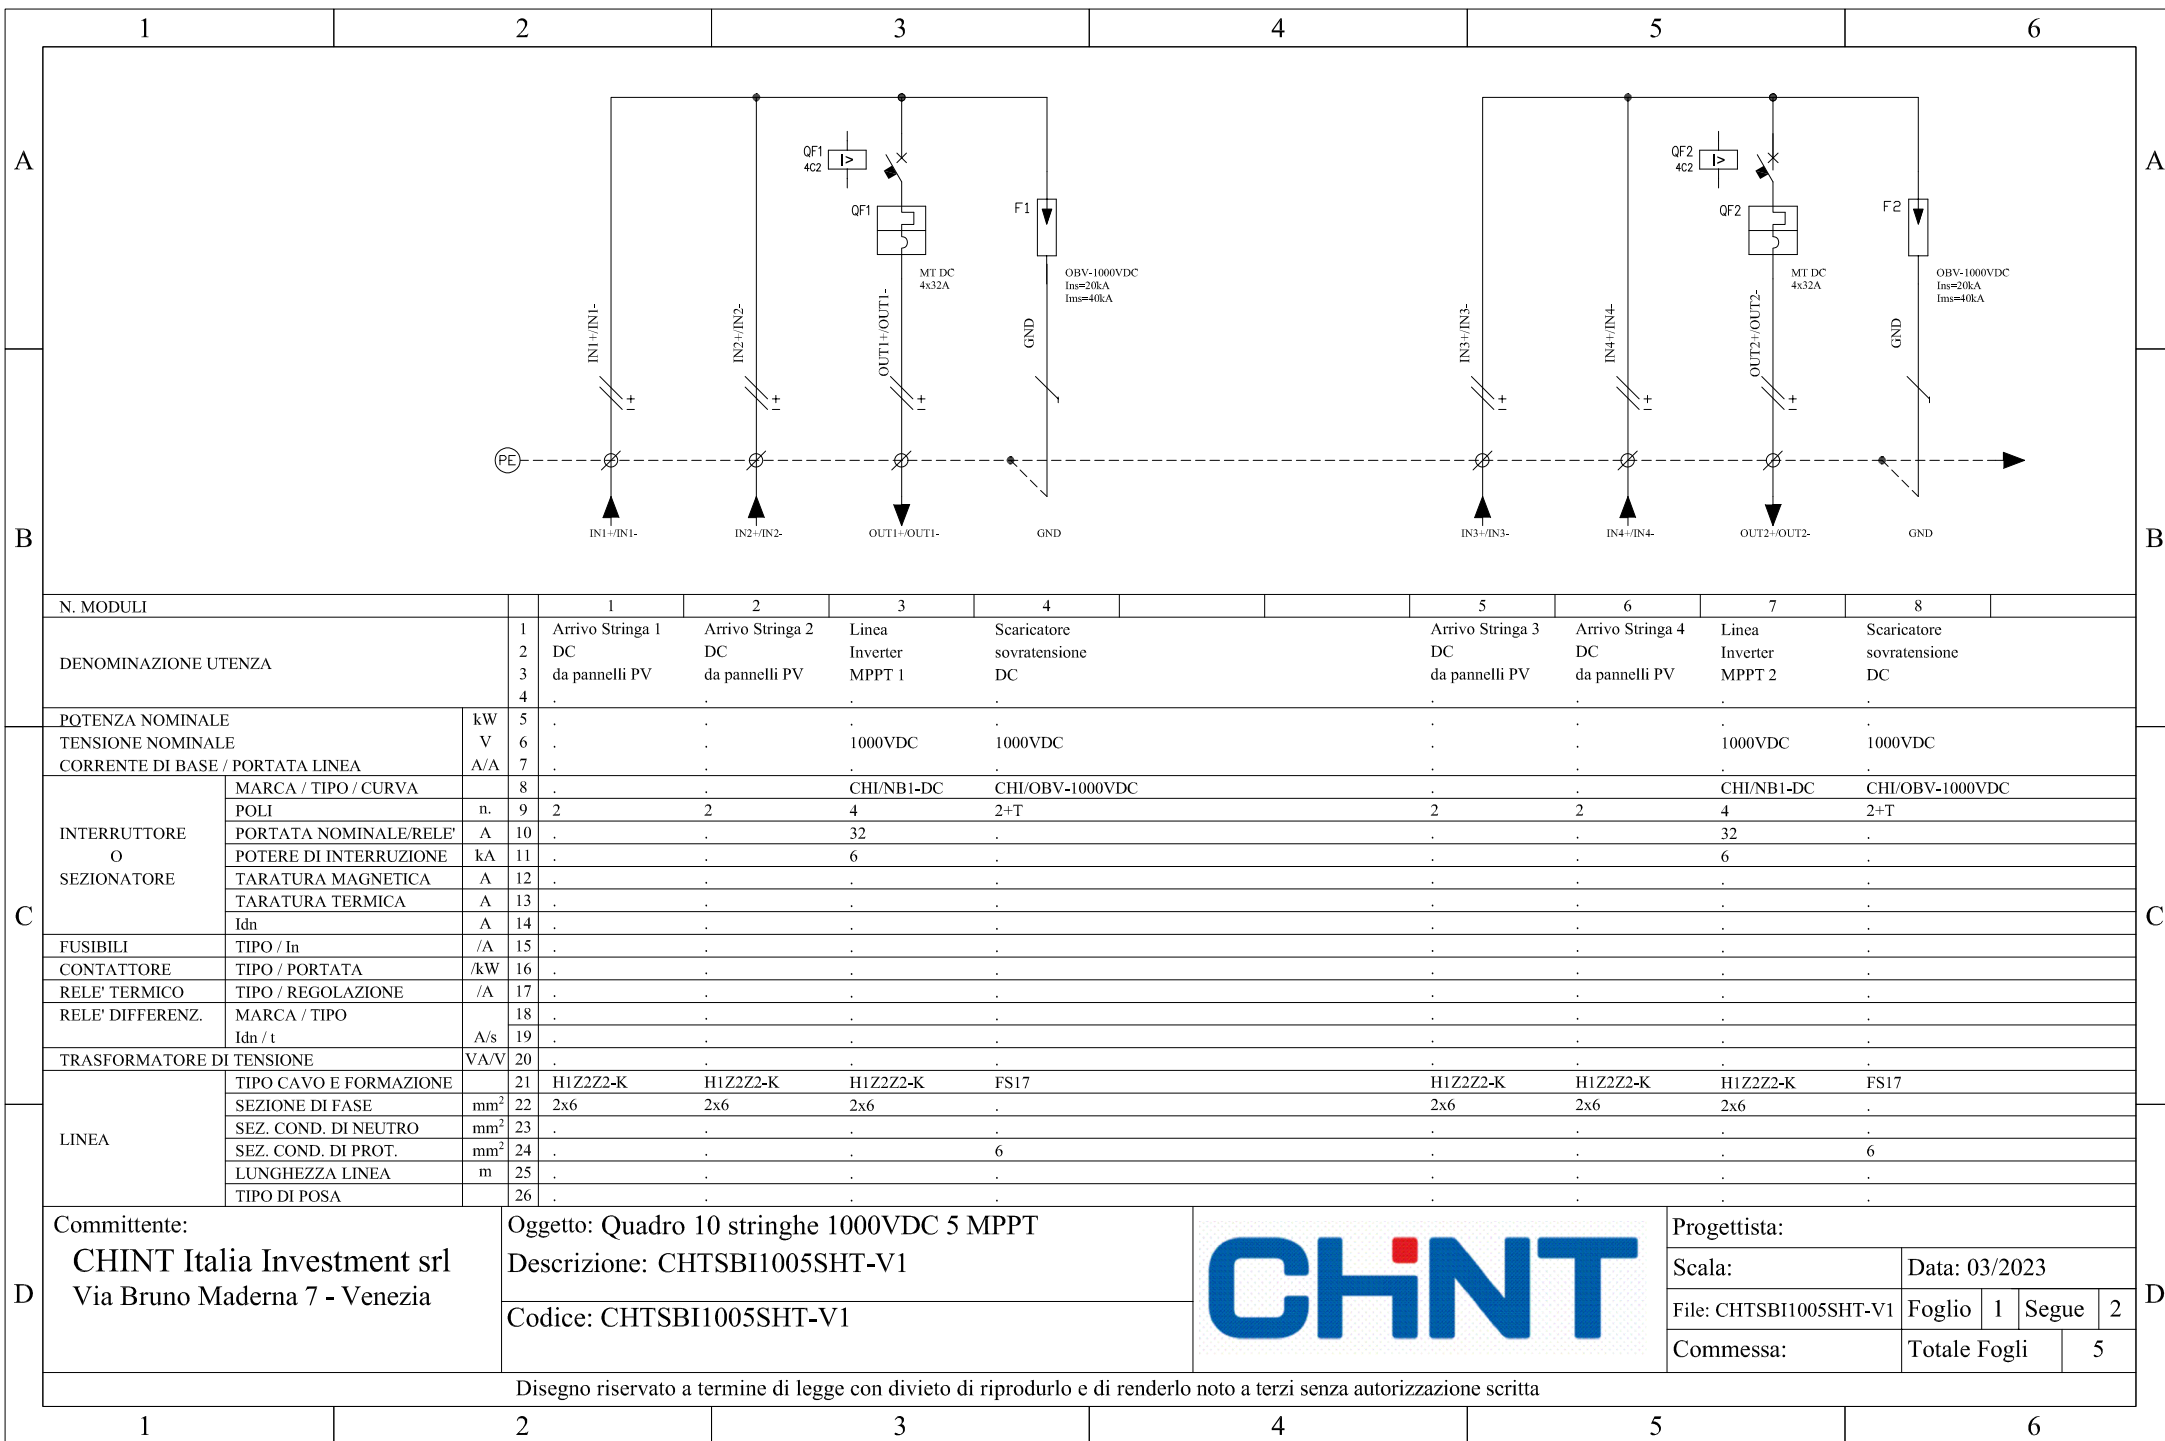 1 2 3 4 5 6
A A
B B
C C
D D
QF1
4C2
I>
QF1
MT DC
4x32A
F1
OBV-1000VDC
Ins=20kA
Ims=40kA
IN1+/IN1-
IN2+/IN2-
OUT1+/OUT1-
GND
QF2
4C2
I>
QF2
MT DC
4x32A
F2
OBV-1000VDC
Ins=20kA
Ims=40kA
IN3+/IN3-
IN4+/IN4-
OUT2+/OUT2-
GND
± ± ± ± ± ±
PE
IN1+/IN1- IN2+/IN2- OUT1+/OUT1- GND IN3+/IN3- IN4+/IN4- OUT2+/OUT2- GND
N. MODULI 1 2 3 4 5 6 7 8
DENOMINAZIONE UTENZA
1 Arrivo Stringa 1 Arrivo Stringa 2 Linea Scaricatore Arrivo Stringa 3 Arrivo Stringa 4 Linea Scaricatore
2 DC DC Inverter sovratensione DC DC Inverter sovratensione
3 da pannelli PV da pannelli PV MPPT 1 DC da pannelli PV da pannelli PV MPPT 2 DC
4 . . . . . . . .
POTENZA NOMINALE kW 5 . . . . . . . .
TENSIONE NOMINALE V 6 . . 1000VDC 1000VDC . . 1000VDC 1000VDC
CORRENTE DI BASE / PORTATA LINEA A/A 7 . . . . . . . .
INTERRUTTORE
O
SEZIONATORE
MARCA / TIPO / CURVA 8 . . CHI/NB1-DC CHI/OBV-1000VDC . . CHI/NB1-DC CHI/OBV-1000VDC
POLI n. 9 2 2 4 2+T 2 2 4 2+T
PORTATA NOMINALE/RELE' A 10 . . 32 . . . 32 .
POTERE DI INTERRUZIONE kA 11 . . 6 . . . 6 .
TARATURA MAGNETICA A 12 . . . . . . . .
TARATURA TERMICA A 13 . . . . . . . .
Idn A 14 . . . . . . . .
FUSIBILI TIPO / In /A 15 . . . . . . . .
CONTATTORE TIPO / PORTATA /kW 16 . . . . . . . .
RELE' TERMICO TIPO / REGOLAZIONE /A 17 . . . . . . . .
RELE' DIFFERENZ. MARCA / TIPO 18 . . . . . . . .
Idn / t A/s 19 . . . . . . . .
TRASFORMATORE DI TENSIONE VA/V 20 . . . . . . . .
LINEA
TIPO CAVO E FORMAZIONE 21 H1Z2Z2-K H1Z2Z2-K H1Z2Z2-K FS17 H1Z2Z2-K H1Z2Z2-K H1Z2Z2-K FS17
SEZIONE DI FASE mm² 22 2x6 2x6 2x6 . 2x6 2x6 2x6 .
SEZ. COND. DI NEUTRO mm² 23 . . . . . . . .
SEZ. COND. DI PROT. mm² 24 . . . 6 . . . 6
LUNGHEZZA LINEA m 25 . . . . . . . .
TIPO DI POSA 26 . . . . . . . .
Committente:
CHINT Italia Investment srl
Via Bruno Maderna 7 - Venezia
Oggetto: Quadro 10 stringhe 1000VDC 5 MPPT
Descrizione: CHTSBI1005SHT-V1
Codice: CHTSBI1005SHT-V1
CHINT
Progettista:
Scala: Data: 03/2023
File: CHTSBI1005SHT-V1 Foglio 1 Segue 2
Commessa: Totale Fogli 5
Disegno riservato a termine di legge con divieto di riprodurlo e di renderlo noto a terzi senza autorizzazione scritta
1 2 3 4 5 6